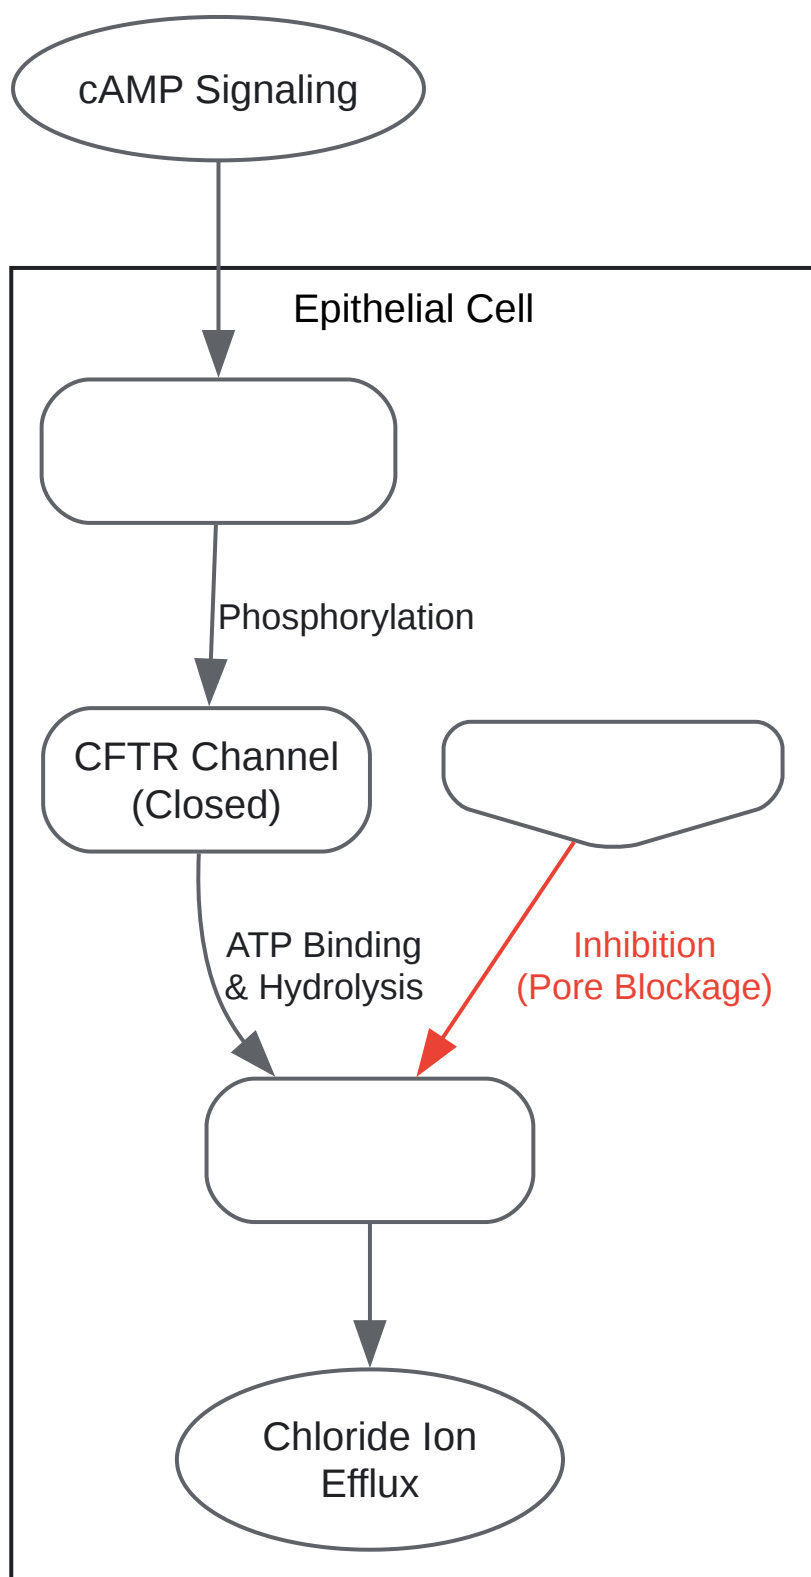 cAMP Signaling
Epithelial Cell
Phosphorylation
CFTR Channel
(Closed)
ATP Binding
& Hydrolysis
Inhibition
(Pore Blockage)
Chloride Ion
Efflux